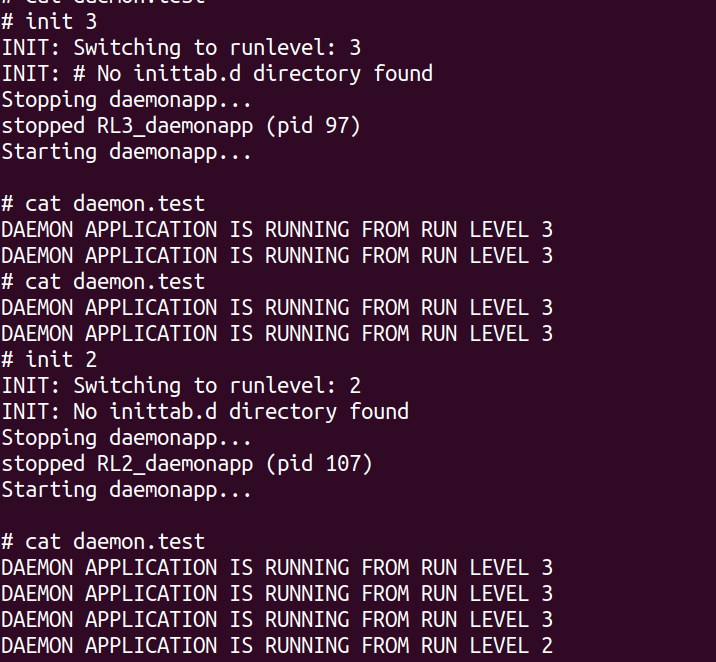 # cat daemon.test
# init 3
INIT: Switching to runlevel: 3
INIT: # No inittab.d directory found
Stopping daemonapp...
stopped RL3_daemonapp (pid 97)
Starting daemonapp...
# cat daemon.test
DAEMON APPLICATION IS RUNNING FROM RUN LEVEL 3
DAEMON APPLICATION IS RUNNING FROM RUN LEVEL 3
# cat daemon.test
DAEMON APPLICATION IS RUNNING FROM RUN LEVEL 3
DAEMON APPLICATION IS RUNNING FROM RUN LEVEL 3
# init 2
INIT: Switching to runlevel: 2
INIT: No inittab.d directory found
Stopping daemonapp...
stopped RL2_daemonapp (pid 107)
Starting daemonapp...
# cat daemon.test
DAEMON APPLICATION IS RUNNING FROM RUN LEVEL 3
DAEMON APPLICATION IS RUNNING FROM RUN LEVEL 3
DAEMON APPLICATION IS RUNNING FROM RUN LEVEL 3
DAEMON APPLICATION IS RUNNING FROM RUN LEVEL 2